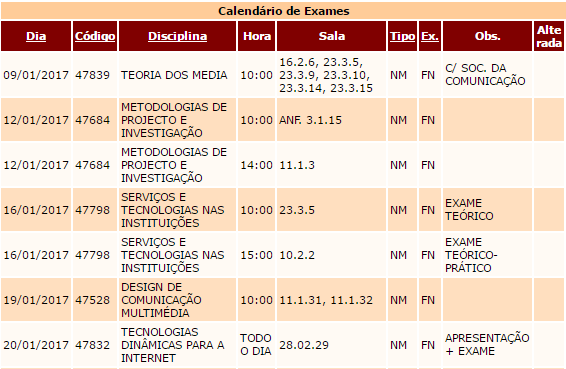 Calendário de Exames
Dia Código Disciplina Hora Sala Tipo Ex. Obs. Alte
rada
09/01/2017 47839 TEORIA DOS MEDIA 10:00 16.2.6, 23.3.5,
23.3.9, 23.3.10,
23.3.14, 23.3.15 NM FN C/ SOC. DA
COMUNICAÇÃO
12/01/2017 47684 METODOLOGIAS DE
PROJECTO E
INVESTIGAÇÃO 10:00 ANF. 3.1.15 NM FN
12/01/2017 47684 METODOLOGIAS DE
PROJECTO E
INVESTIGAÇÃO 14:00 11.1.3 NM FN
16/01/2017 47798 SERVIÇOS E
TECNOLOGIAS NAS
INSTITUIÇÕES 10:00 23.3.5 NM FN EXAME
TEÓRICO
16/01/2017 47798 SERVIÇOS E
TECNOLOGIAS NAS
INSTITUIÇÕES 15:00 10.2.2 NM FN EXAME
TEÓRICO-
PRÁTICO
19/01/2017 47528 DESIGN DE
COMUNICAÇÃO
MULTIMÉDIA 10:00 11.1.31, 11.1.32 NM FN
20/01/2017 47832 TECNOLOGIAS
DINÂMICAS PARA A
INTERNET TODO
O DIA 28.02.29 NM FN APRESENTAÇÃO
+ EXAME